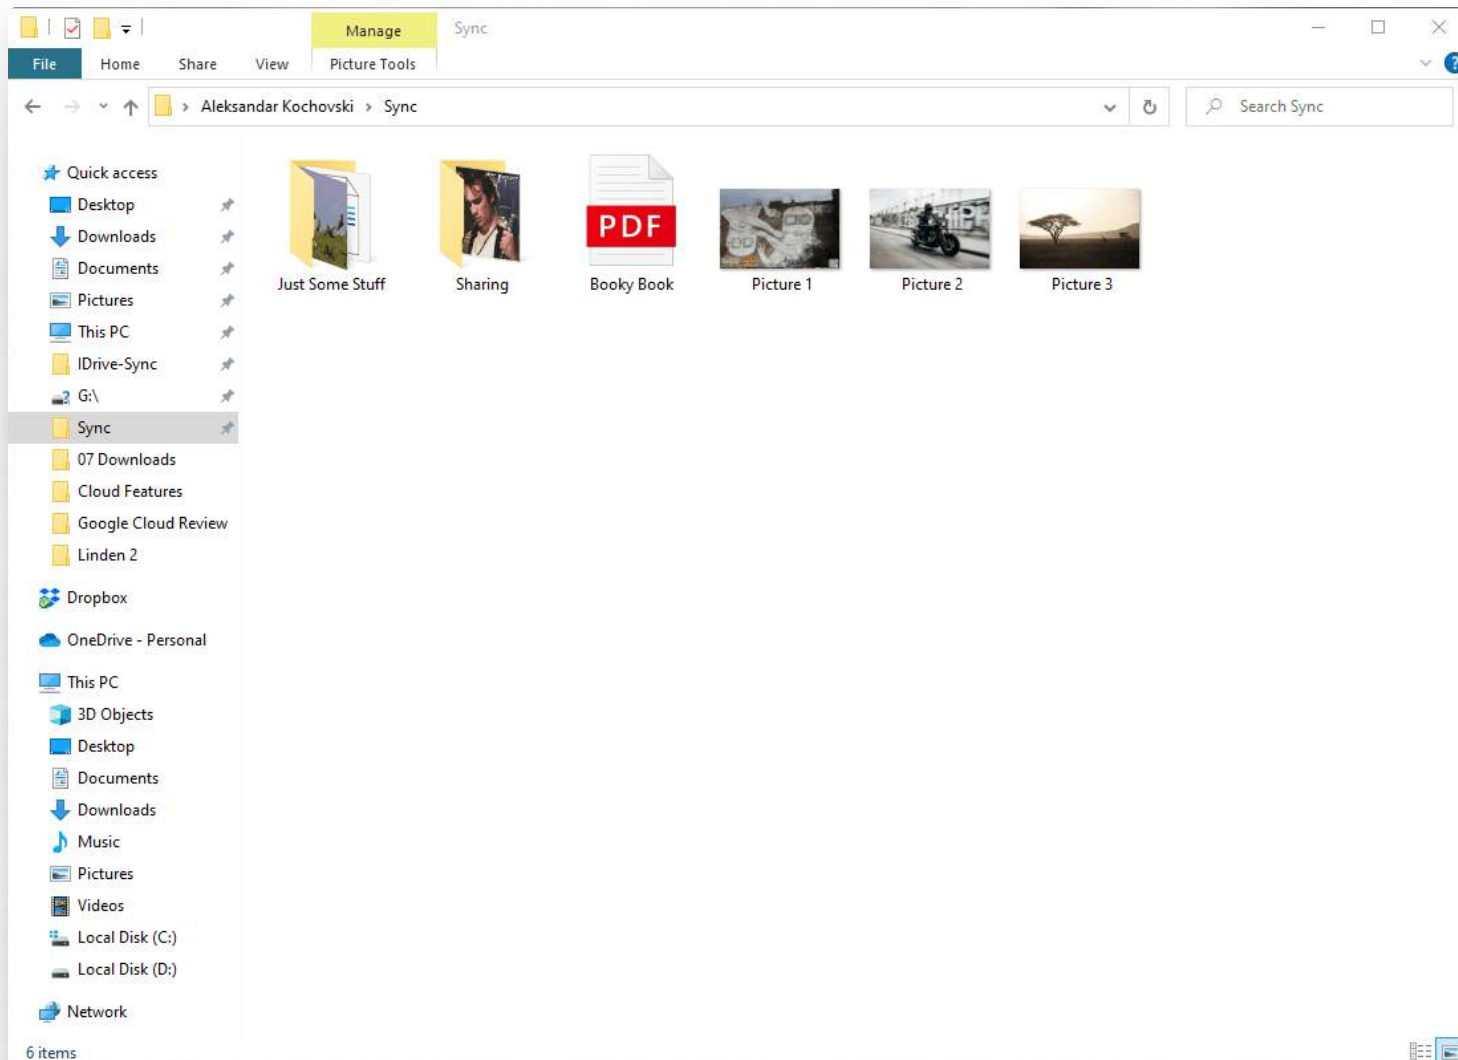 Manage
Sync
File
Home
Share
View
Picture Tools
Aleksandar Kochovski > Sync
Search Sync
Quick access
Desktop
Downloads
Documents
Pictures
This PC
IDrive-Sync
G:\
Sync
07 Downloads
Cloud Features
Google Cloud Review
Linden 2
Dropbox
OneDrive - Personal
This PC
3D Objects
Desktop
Documents
Downloads
Music
Pictures
Videos
Local Disk (C:)
Local Disk (D:)
Network
PDF
Just Some Stuff
Sharing
Booky Book
Picture 1
Picture 2
Picture 3
6 items